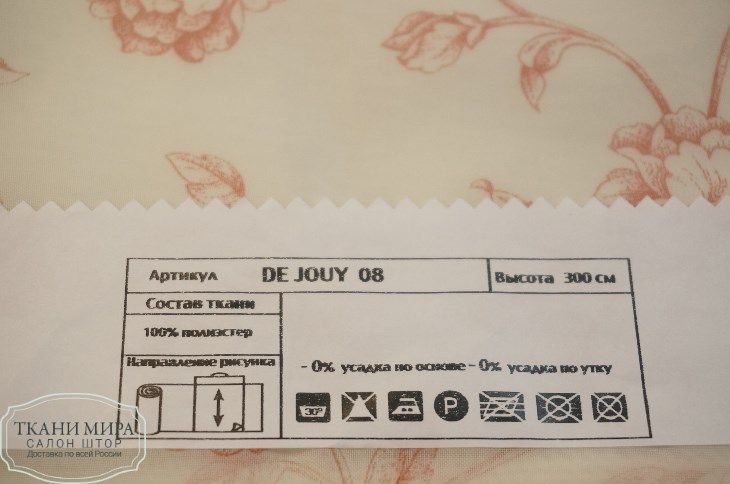 Артикул DE JOUY 08 Высота 300 см
Состав ткани
100% полиэстер
Направление рисунка
- 0% усадка по основе - 0% усадка по утку
30° P
ТКАНИ МИРА
САЛОН ШТОР
Доставка по всей России